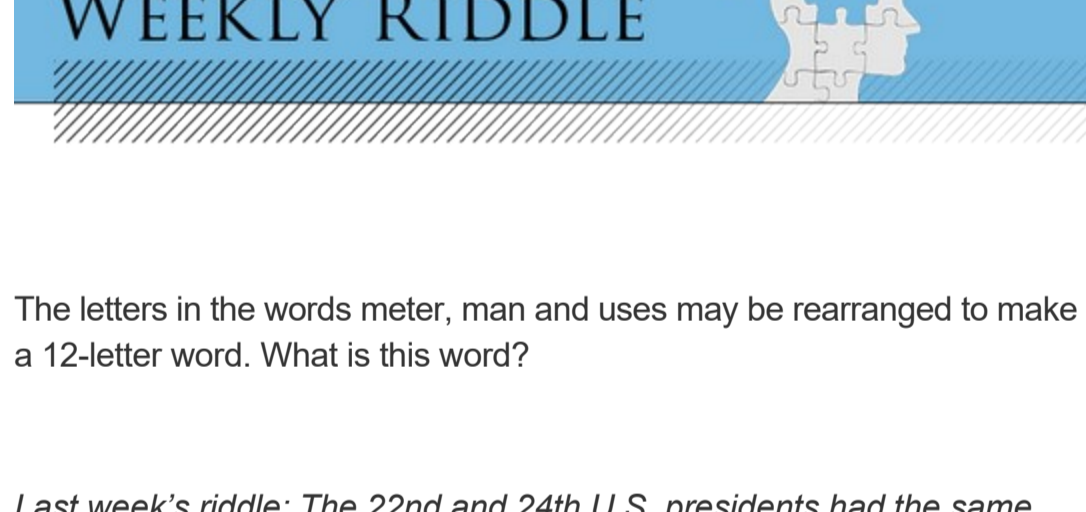 WEEKLY RIDDLE
The letters in the words meter, man and uses may be rearranged to make
a 12-letter word. What is this word?
Last week's riddle: The 22nd and 24th U.S. presidents had the same